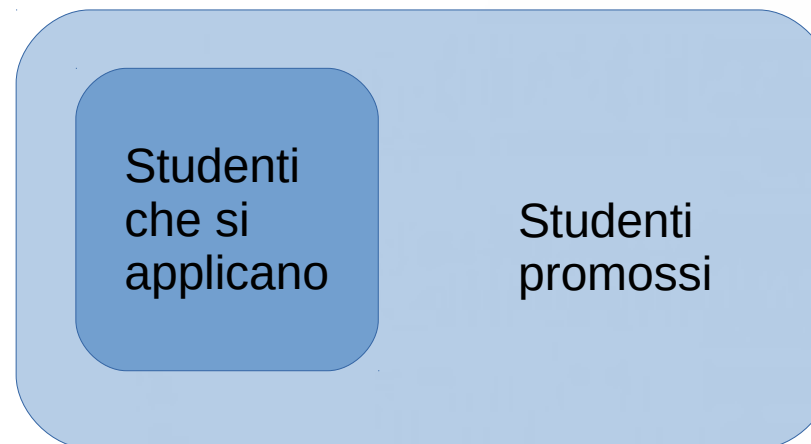 Studenti
che si
applicano
Studenti
promossi